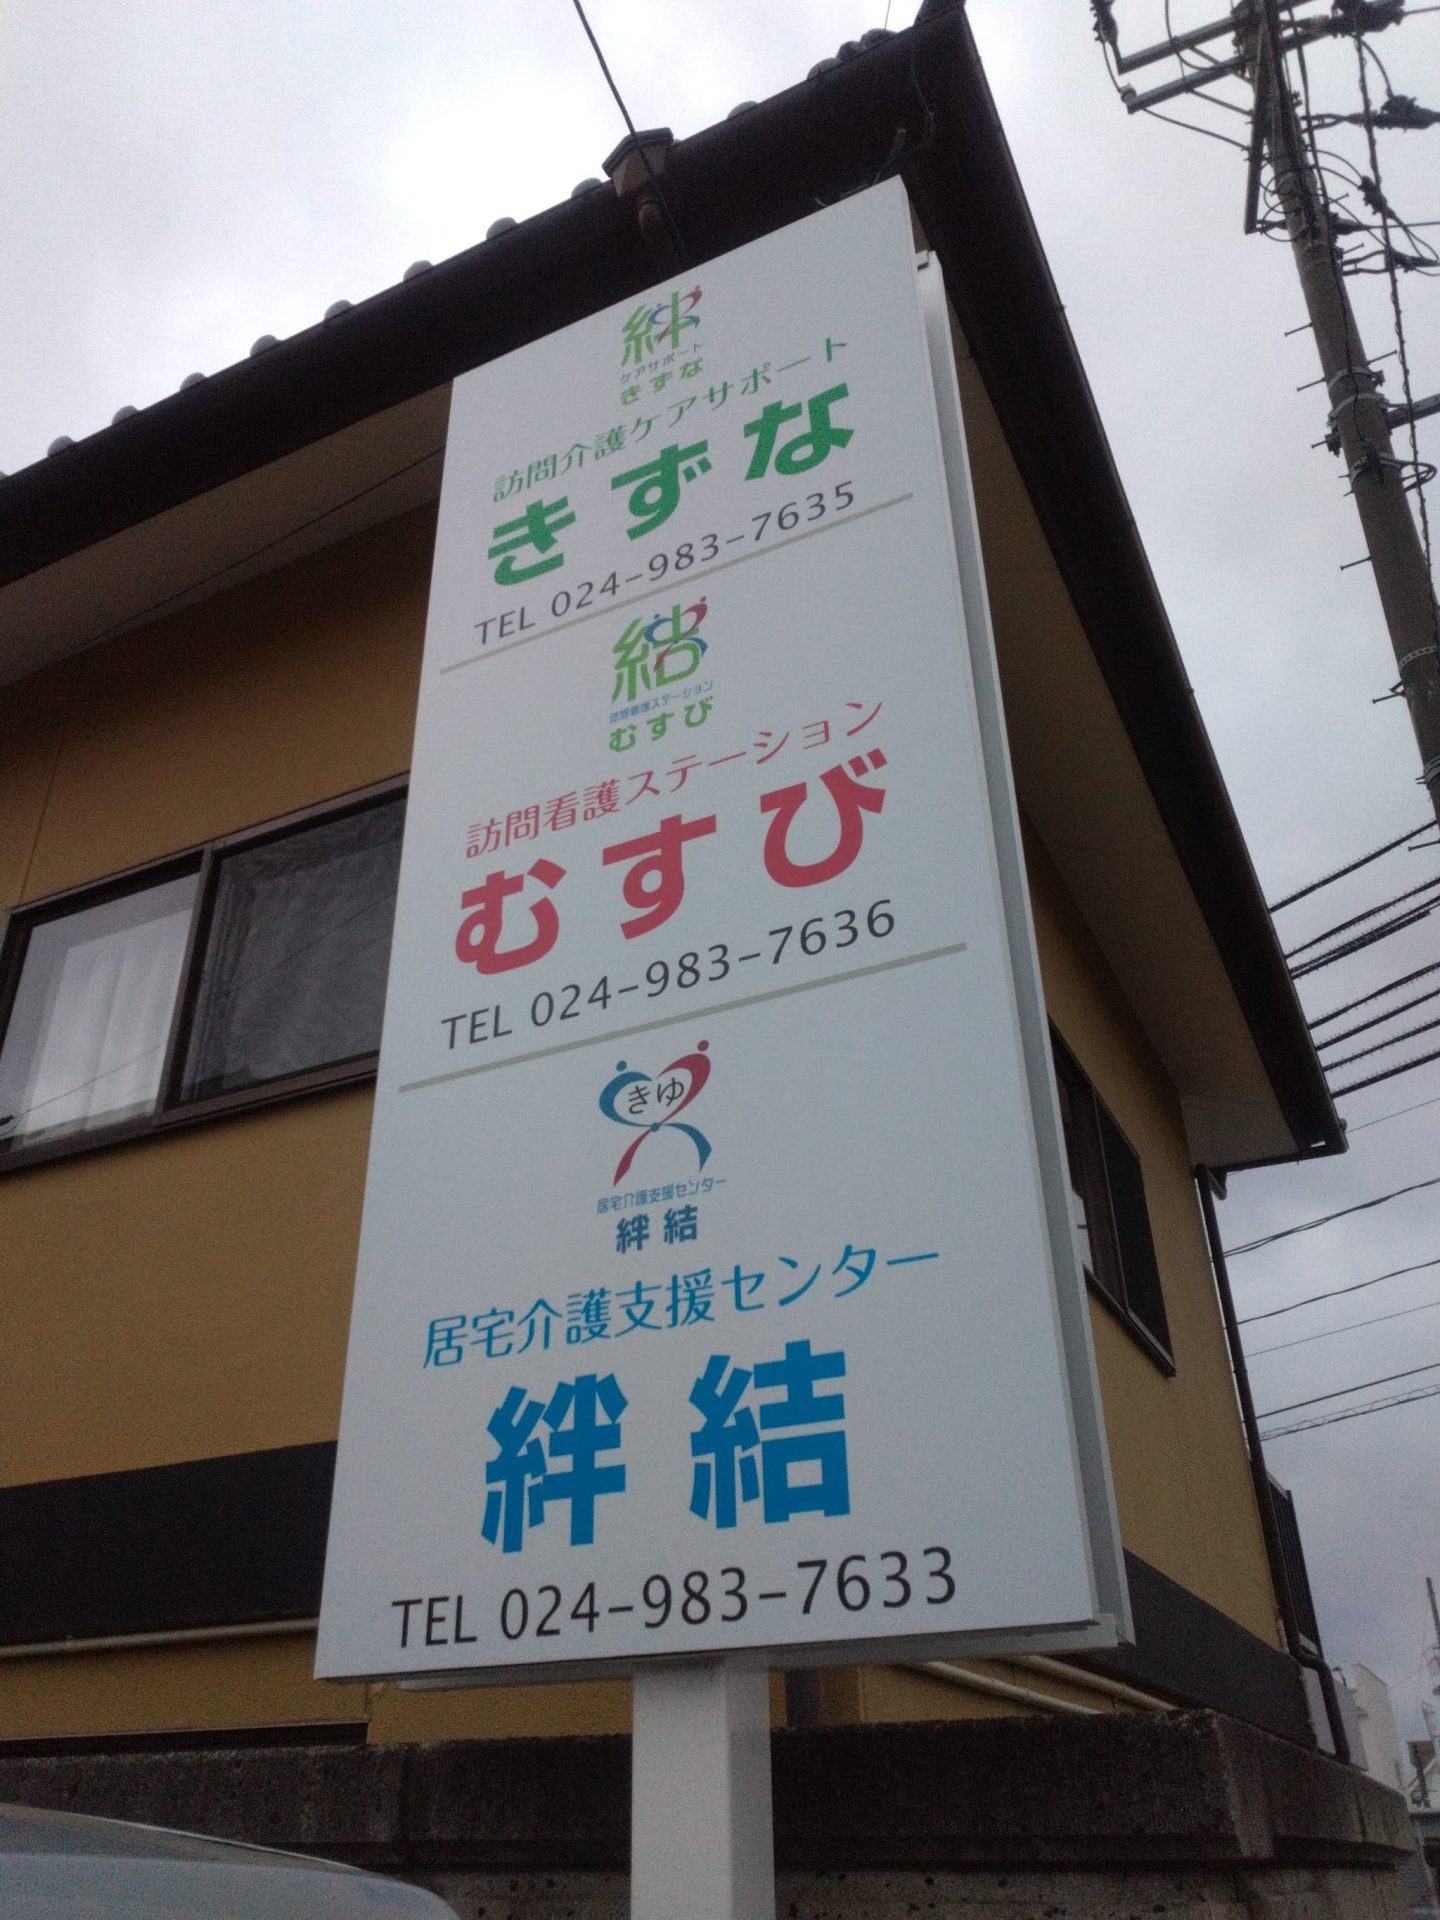 絆
ケアサポート
きずな
訪問介護ケアサポート
きずな
TEL 024-983-7635
結
訪問看護ステーション
むすび
訪問看護ステーション
むすび
TEL 024-983-7636
きゆ
居宅介護支援センター
絆結
居宅介護支援センター
絆結
TEL 024-983-7633